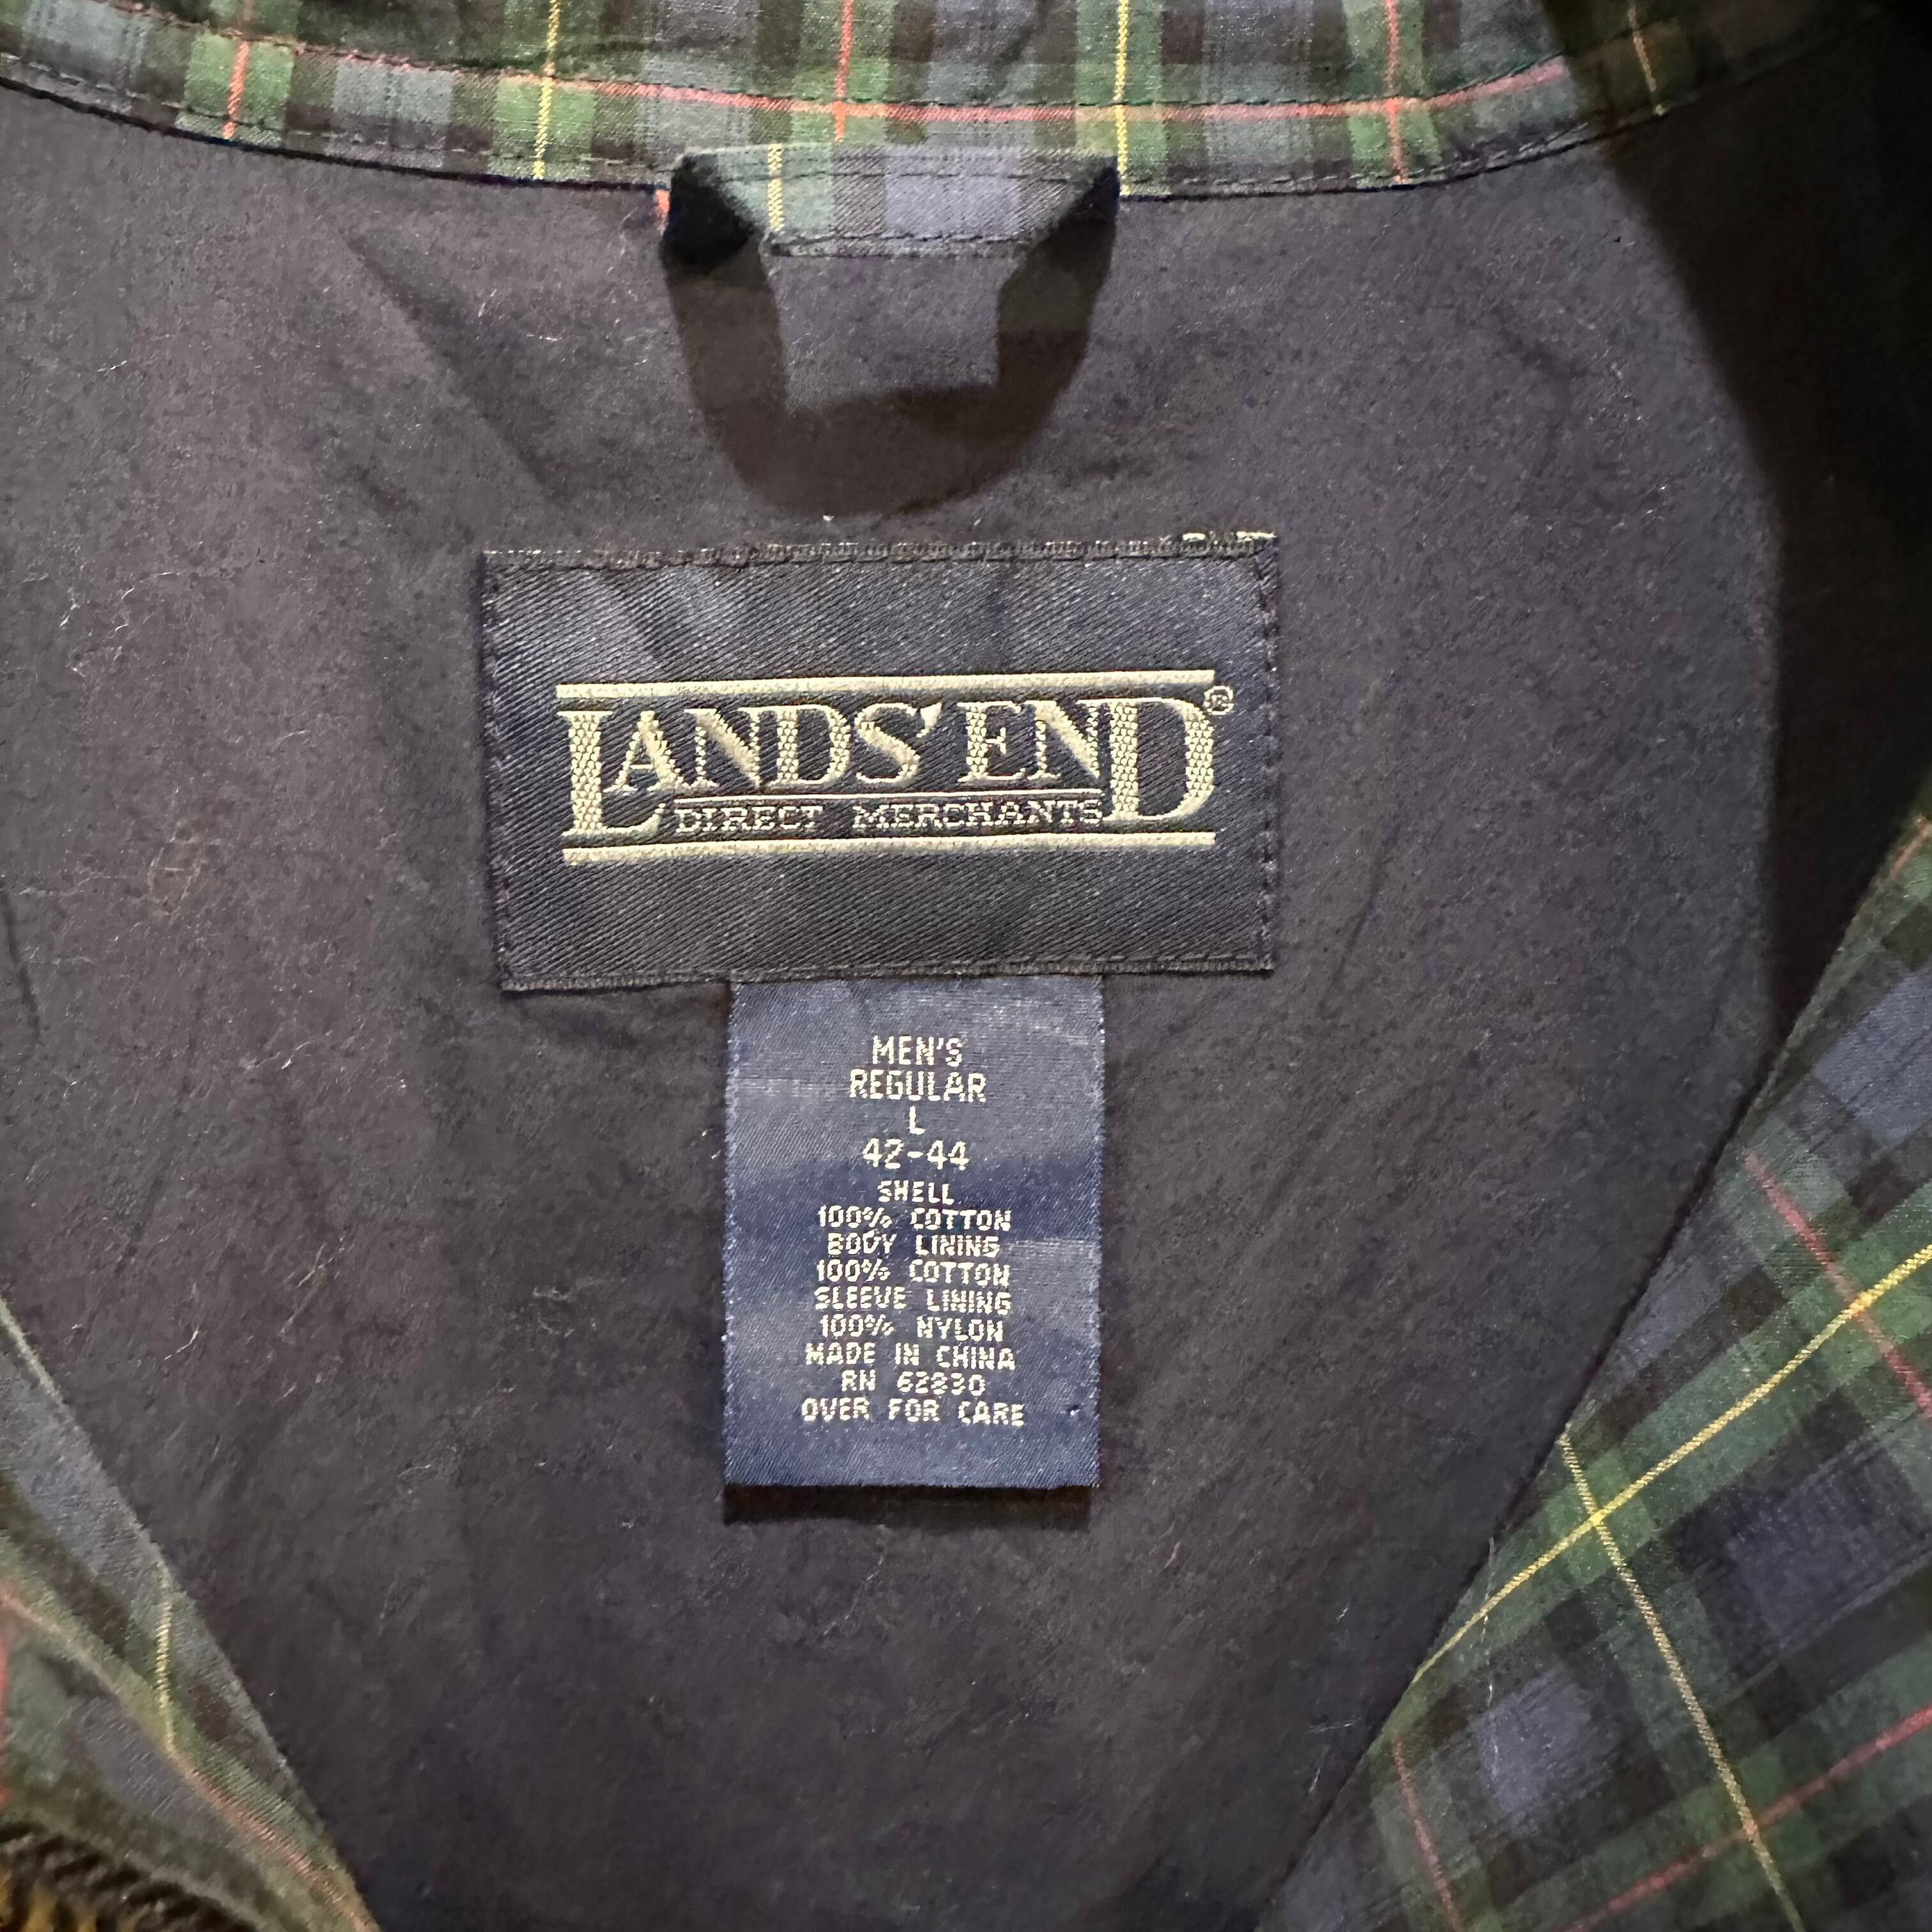 LANDS' END®
DIRECT MERCHANTS
MEN'S
REGULAR
L
42-44
SHELL
100% COTTON
BODY LINING
100% COTTON
SLEEVE LINING
100% NYLON
MADE IN CHINA
RN 62830
OVER FOR CARE